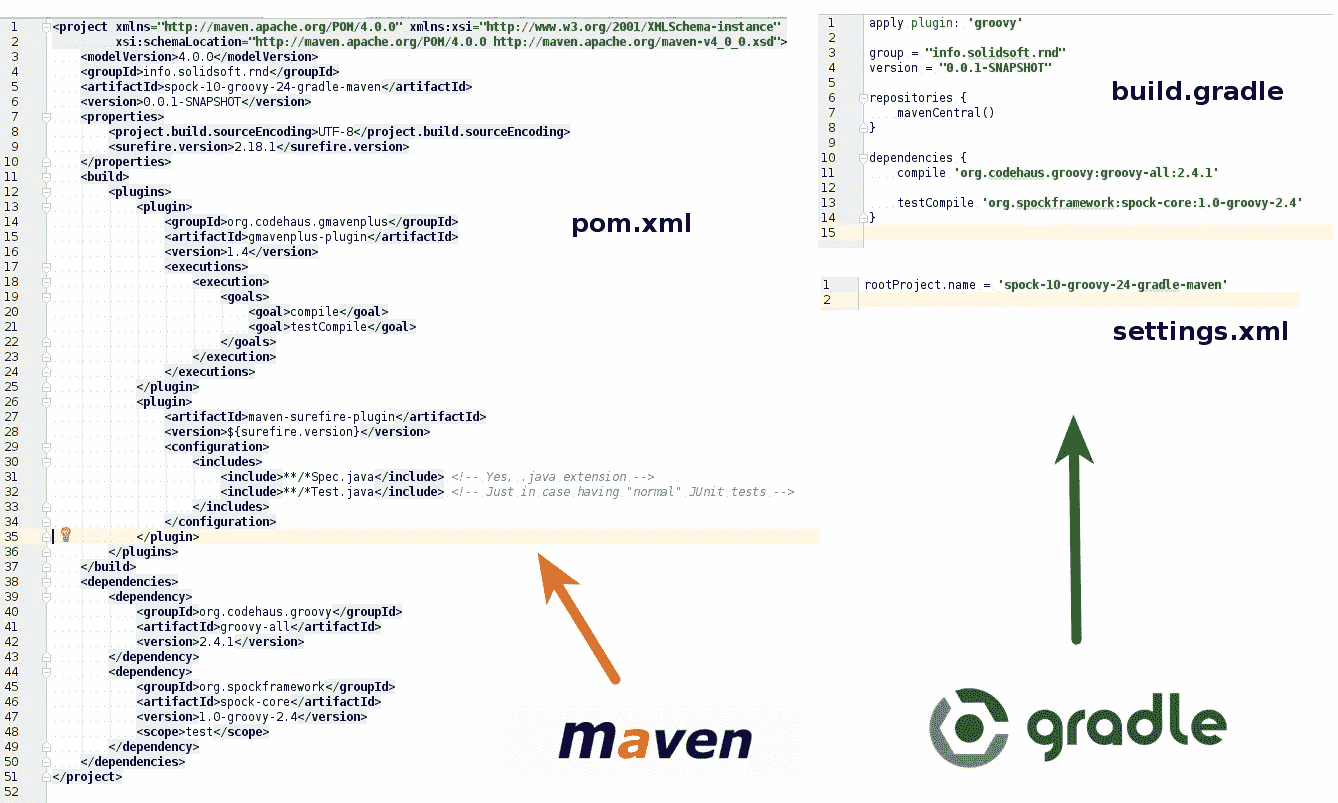 1 <project xmlns="http://maven.apache.org/POM/4.0.0" xmlns:xsi="http://www.w3.org/2001/XMLSchema-instance"
2 xsi:schemaLocation="http://maven.apache.org/POM/4.0.0 http://maven.apache.org/maven-v4_0_0.xsd">
3 <modelVersion>4.0.0</modelVersion>
4 <groupId>info.solidsoft.rnd</groupId>
5 <artifactId>spock-10-groovy-24-gradle-maven</artifactId>
6 <version>0.0.1-SNAPSHOT</version>
7 <properties>
8 <project.build.sourceEncoding>UTF-8</project.build.sourceEncoding>
9 <surefire.version>2.18.1</surefire.version>
10 </properties>
11 <build>
12 <plugins>
13 <plugin>
14 <groupId>org.codehaus.gmavenplus</groupId>
15 <artifactId>gmavenplus-plugin</artifactId>
16 <version>1.4</version>
17 <executions>
18 <execution>
19 <goals>
20 <goal>compile</goal>
21 <goal>testCompile</goal>
22 </goals>
23 </execution>
24 </executions>
25 </plugin>
26 <plugin>
27 <artifactId>maven-surefire-plugin</artifactId>
28 <version>${surefire.version}</version>
29 <configuration>
30 <includes>
31 <include>**/*Spec.java</include> <!-- Yes, .java extension -->
32 <include>**/*Test.java</include> <!-- Just in case having "normal" JUnit tests -->
33 </includes>
34 </configuration>
35 </plugin>
36 </plugins>
37 </build>
38 <dependencies>
39 <dependency>
40 <groupId>org.codehaus.groovy</groupId>
41 <artifactId>groovy-all</artifactId>
42 <version>2.4.1</version>
43 </dependency>
44 <dependency>
45 <groupId>org.spockframework</groupId>
46 <artifactId>spock-core</artifactId>
47 <version>1.0-groovy-2.4</version>
48 <scope>test</scope>
49 </dependency>
50 </dependencies>
51 </project>
52
pom.xml
maven
1 apply plugin: 'groovy'
2
3 group = "info.solidsoft.rnd"
4 version = "0.0.1-SNAPSHOT"
5
6 repositories {
7 mavenCentral()
8 }
9
10 dependencies {
11 compile 'org.codehaus.groovy:groovy-all:2.4.1'
12
13 testCompile 'org.spockframework:spock-core:1.0-groovy-2.4'
14 }
15
build.gradle
1 rootProject.name = 'spock-10-groovy-24-gradle-maven'
2
settings.xml
gradle